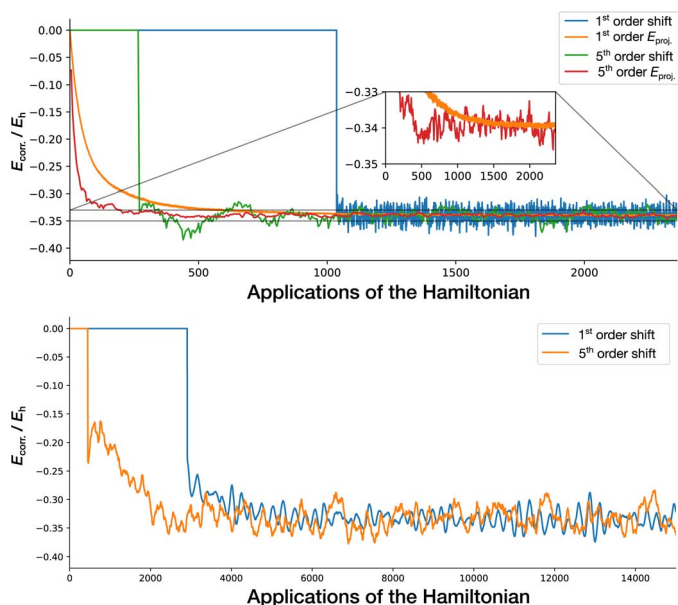 1st order shift
1st order Eproj.
5th order shift
5th order Eproj.
0.00
−0.05
−0.10
−0.15
−0.20
−0.25
−0.30
−0.35
−0.40
Ecorr. / Eh
−0.33
−0.34
−0.35
0 500 1000 1500 2000
0 500 1000 1500 2000
Applications of the Hamiltonian
1st order shift
5th order shift
0.00
−0.05
−0.10
−0.15
−0.20
−0.25
−0.30
−0.35
−0.40
Ecorr. / Eh
0 2000 4000 6000 8000 10000 12000 14000
Applications of the Hamiltonian